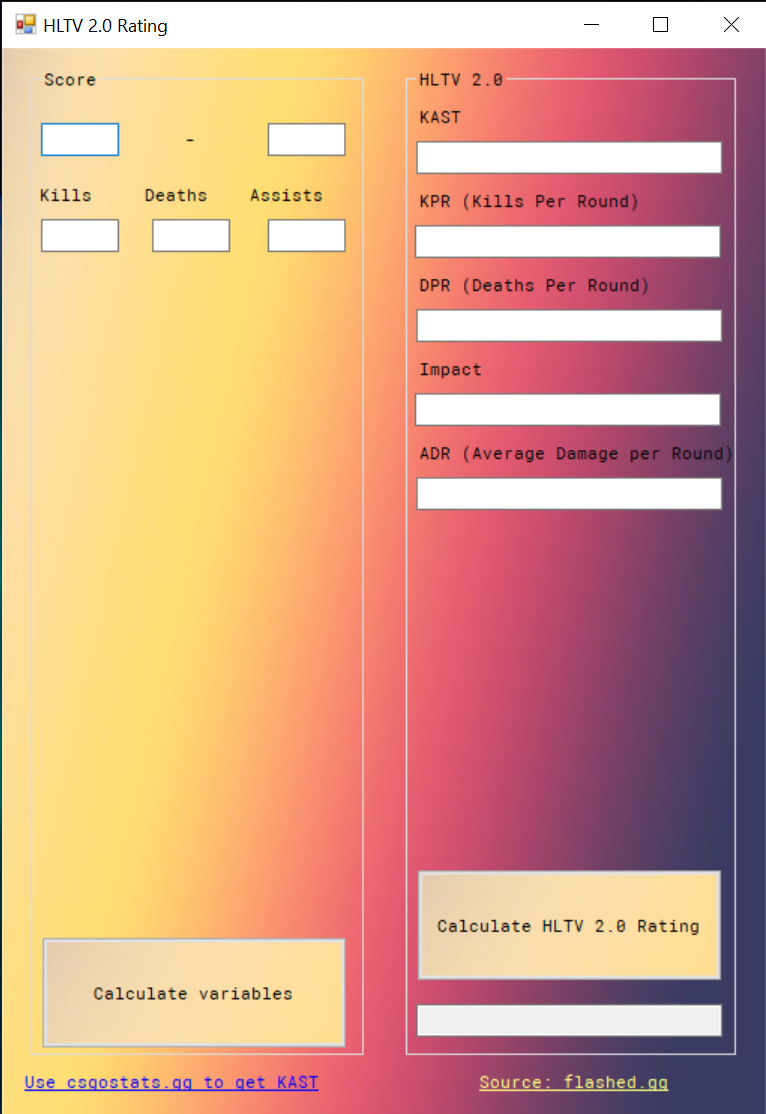 HLTV 2.0 Rating
Score
-
Kills Deaths Assists
Calculate variables
Use csgostats.gg to get KAST
HLTV 2.0
KAST
KPR (Kills Per Round)
DPR (Deaths Per Round)
Impact
ADR (Average Damage per Round)
Calculate HLTV 2.0 Rating
Source: flashed.gg